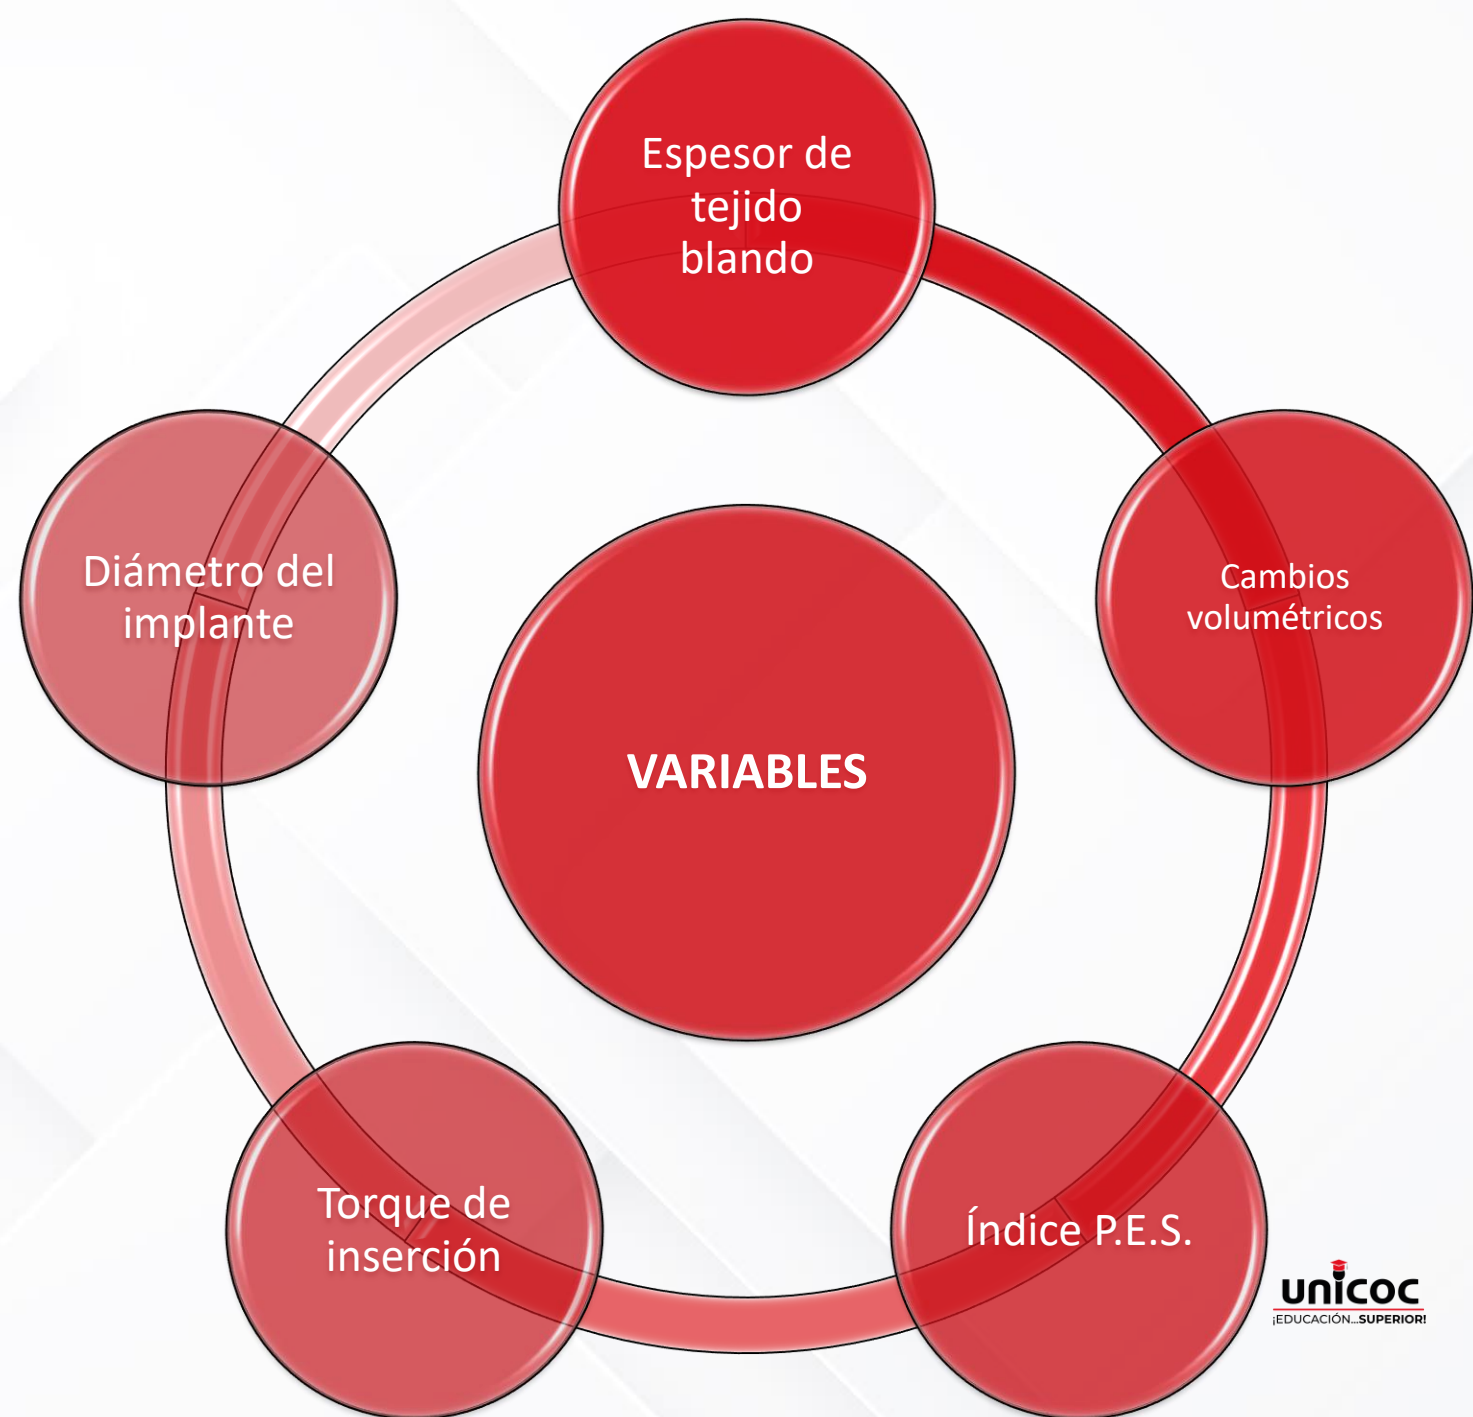 Espesor de
tejido
blando
Cambios
volumétricos
Índice P.E.S.
Torque de
inserción
Diámetro del
implante
VARIABLES
unicoc
¡EDUCACIÓN...SUPERIOR!